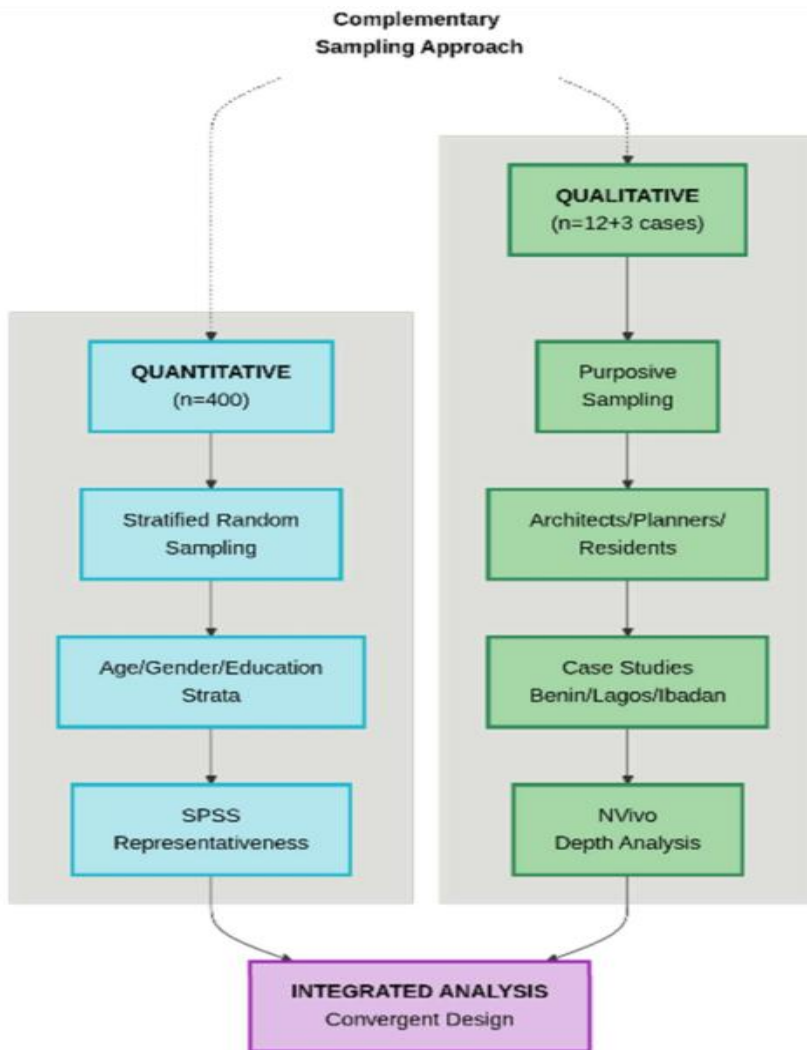 Complementary
Sampling Approach
QUALITATIVE
(n=12+3 cases)
QUANTITATIVE
(n=400)
Purposive
Sampling
Stratified Random
Sampling
Architects/Planners/
Residents
Age/Gender/Education
Strata
Case Studies
Benin/Lagos/Ibadan
SPSS
Representativeness
NVivo
Depth Analysis
INTEGRATED ANALYSIS
Convergent Design